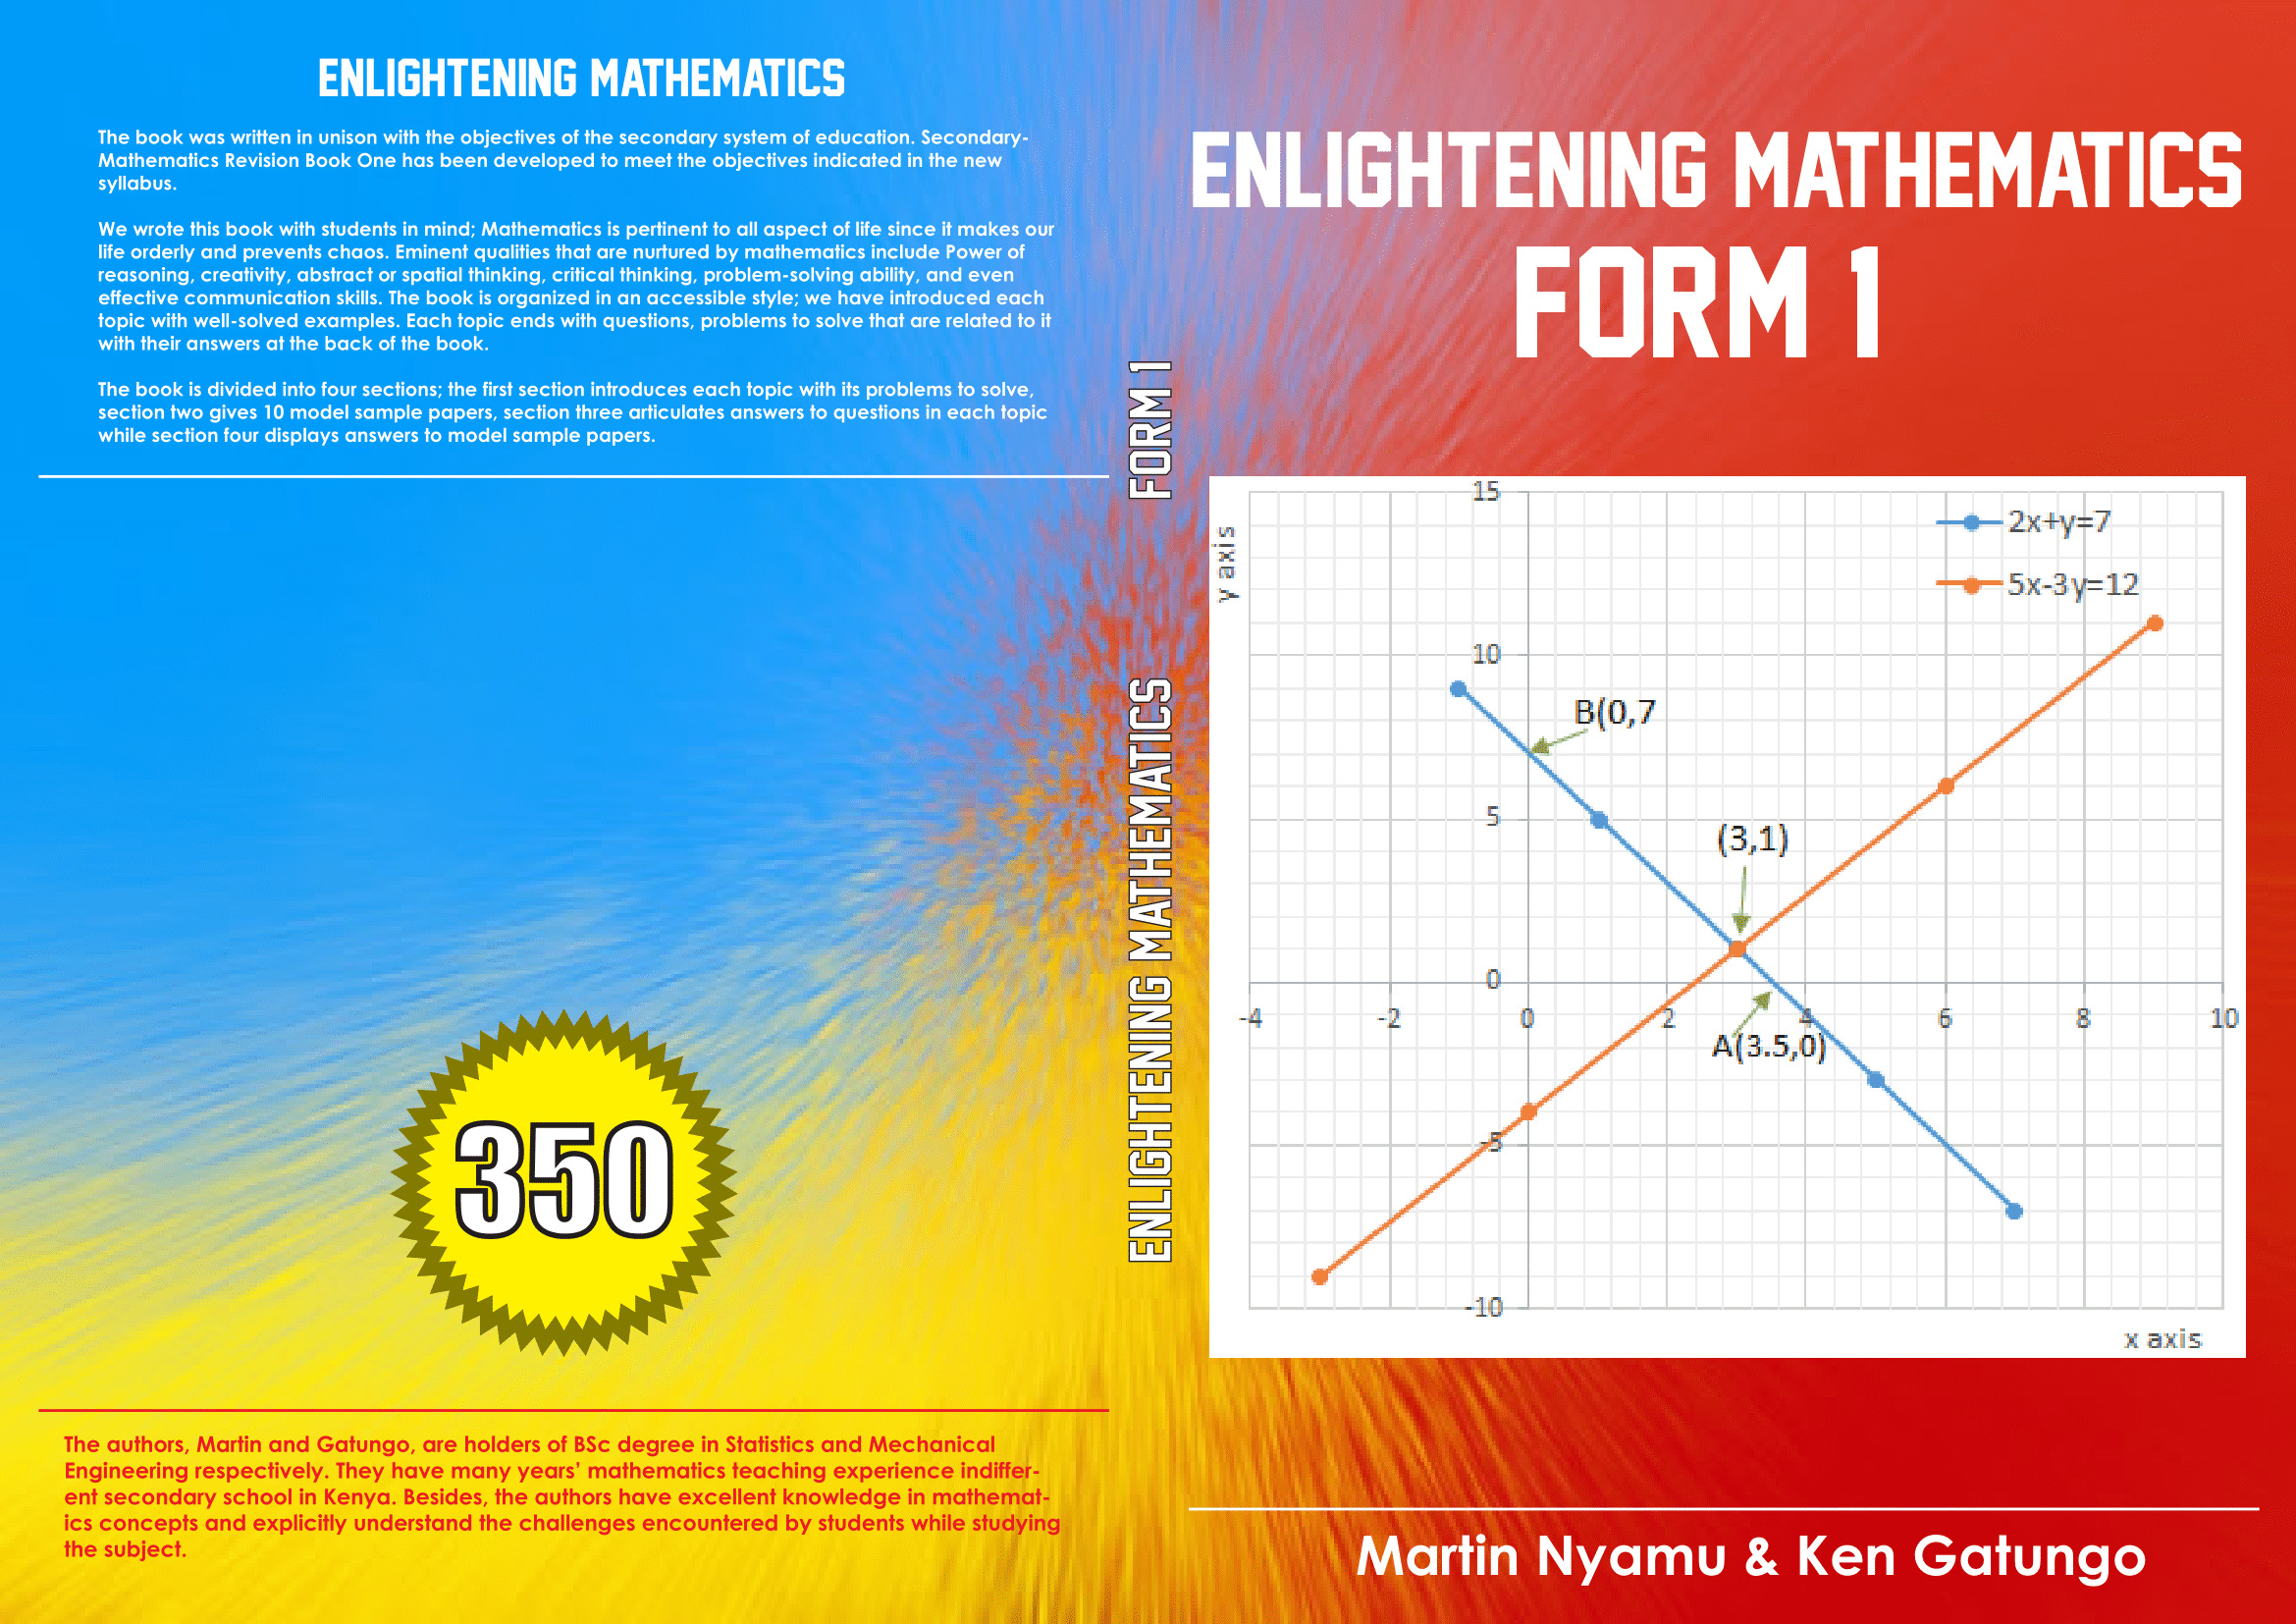 ENLIGHTENING MATHEMATICS
The book was written in unison with the objectives of the secondary system of education. Secondary-
Mathematics Revision Book One has been developed to meet the objectives indicated in the new
syllabus.
We wrote this book with students in mind; Mathematics is pertinent to all aspect of life since it makes our
life orderly and prevents chaos. Eminent qualities that are nurtured by mathematics include Power of
reasoning, creativity, abstract or spatial thinking, critical thinking, problem-solving ability, and even
effective communication skills. The book is organized in an accessible style; we have introduced each
topic with well-solved examples. Each topic ends with questions, problems to solve that are related to it
with their answers at the back of the book.
The book is divided into four sections; the first section introduces each topic with its problems to solve,
section two gives 10 model sample papers, section three articulates answers to questions in each topic
while section four displays answers to model sample papers.
350
The authors, Martin and Gatungo, are holders of BSc degree in Statistics and Mechanical
Engineering respectively. They have many years’ mathematics teaching experience indiffer-
ent secondary school in Kenya. Besides, the authors have excellent knowledge in mathemat-
ics concepts and explicitly understand the challenges encountered by students while studying
the subject.
ENLIGHTENING MATHEMATICS FORM 1
ENLIGHTENING MATHEMATICS
FORM 1
y axis
15
10
5
0
-5
-10
2x+y=7
5x-3y=12
B(0,7
(3,1)
A(3.5,0)
-4 -2 0 2 4 6 8 10
x axis
Martin Nyamu & Ken Gatungo